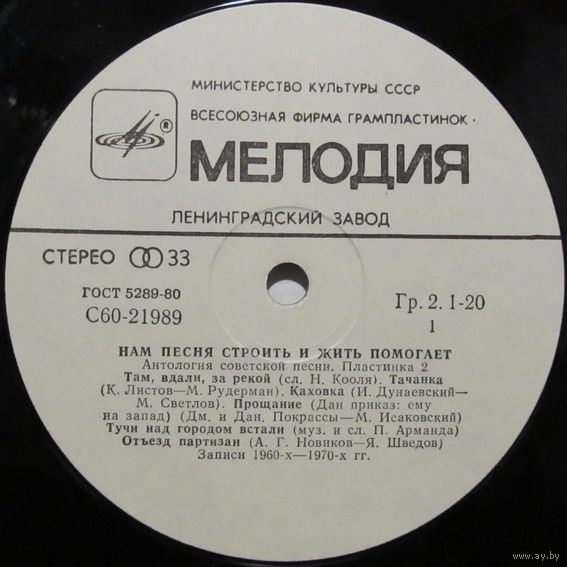 МИНИСТЕРСТВО КУЛЬТУРЫ СССР
ВСЕСОЮЗНАЯ ФИРМА ГРАМПЛАСТИНОК ·
®
МЕЛОДИЯ
ЛЕНИНГРАДСКИЙ ЗАВОД
СТЕРЕО 33
ГОСТ 5289-80
С60-21989
Гр. 2. 1-20
1
НАМ ПЕСНЯ СТРОИТЬ И ЖИТЬ ПОМОГАЕТ
Антология советской песни. Пластинка 2
Там, вдали, за рекой (сл. Н. Кооля). Тачанка
(К. Листов—М. Рудерман). Каховка (И. Дунаевский—
М. Светлов). Прощание (Дан приказ: ему
на запад) (Дм. и Дан. Покрассы—М. Исаковский)
Тучи над городом встали (муз. и сл. П. Арманда)
Отъезд партизан (А. Г. Новиков—Я. Шведов)
Записи 1960-х—1970-х гг.
www.ay.by